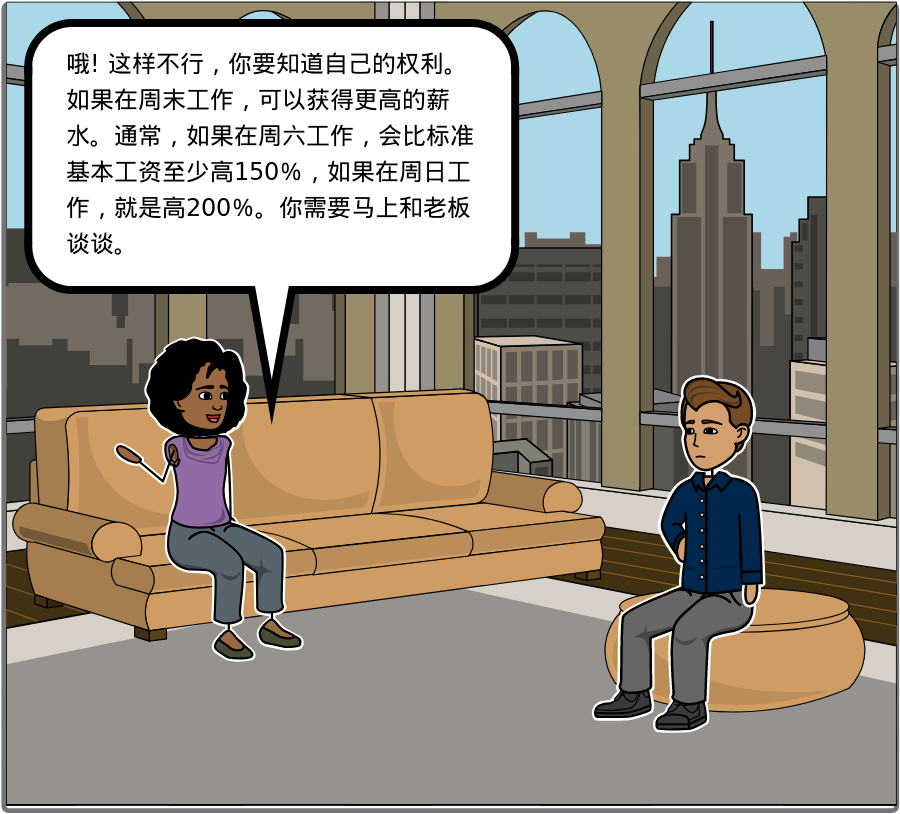 哦! 这样不行，你要知道自己的权利。
如果在周末工作，可以获得更高的薪
水。通常，如果在周六工作，会比标准
基本工资至少高150%，如果在周日工
作，就是高200%。你需要马上和老板
谈谈。